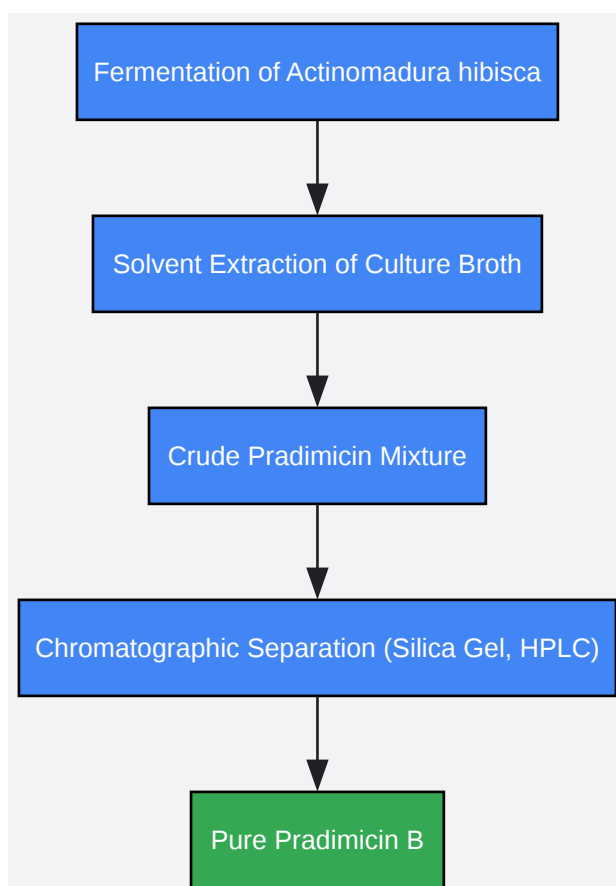 Fermentation of Actinomadura hibisca
Solvent Extraction of Culture Broth
Crude Pradimicin Mixture
Chromatographic Separation (Silica Gel, HPLC)
Pure Pradimicin B